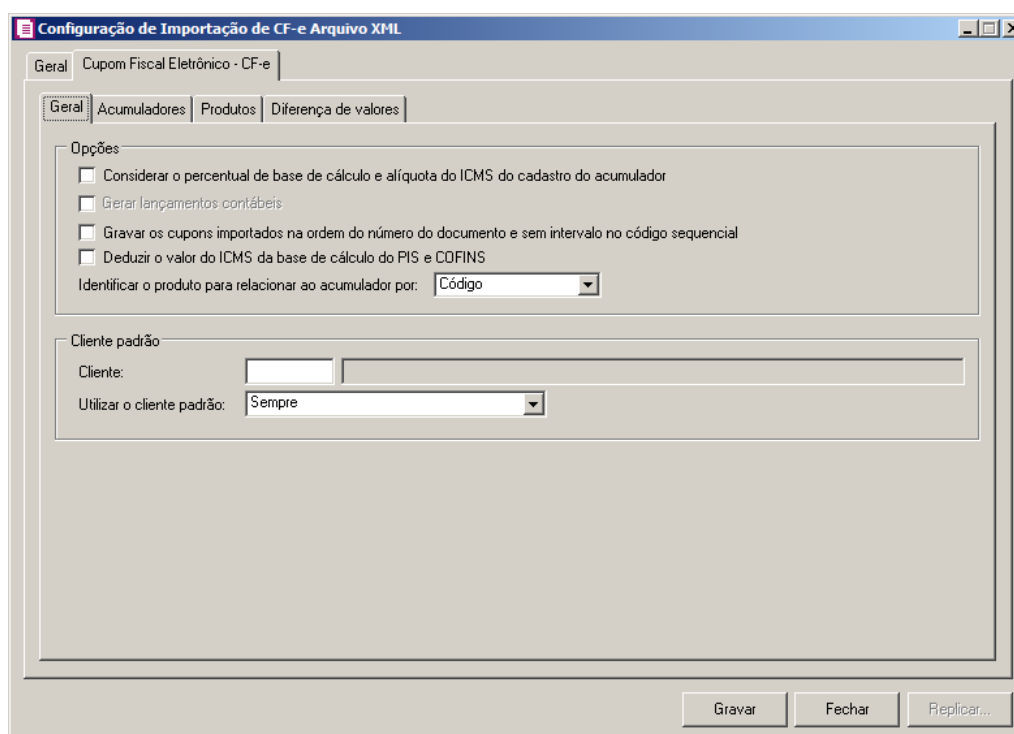 Configuração de Importação de CF-e Arquivo XML
Geral Cupom Fiscal Eletrônico - CF-e
Geral Acumuladores Produtos Diferença de valores
Opções
Considerar o percentual de base de cálculo e alíquota do ICMS do cadastro do acumulador
Gerar lançamentos contábeis
Gravar os cupons importados na ordem do número do documento e sem intervalo no código sequencial
Deduzir o valor do ICMS da base de cálculo do PIS e COFINS
Identificar o produto para relacionar ao acumulador por: Código
Cliente padrão
Cliente:
Utilizar o cliente padrão: Sempre
Gravar Fechar Replicar...